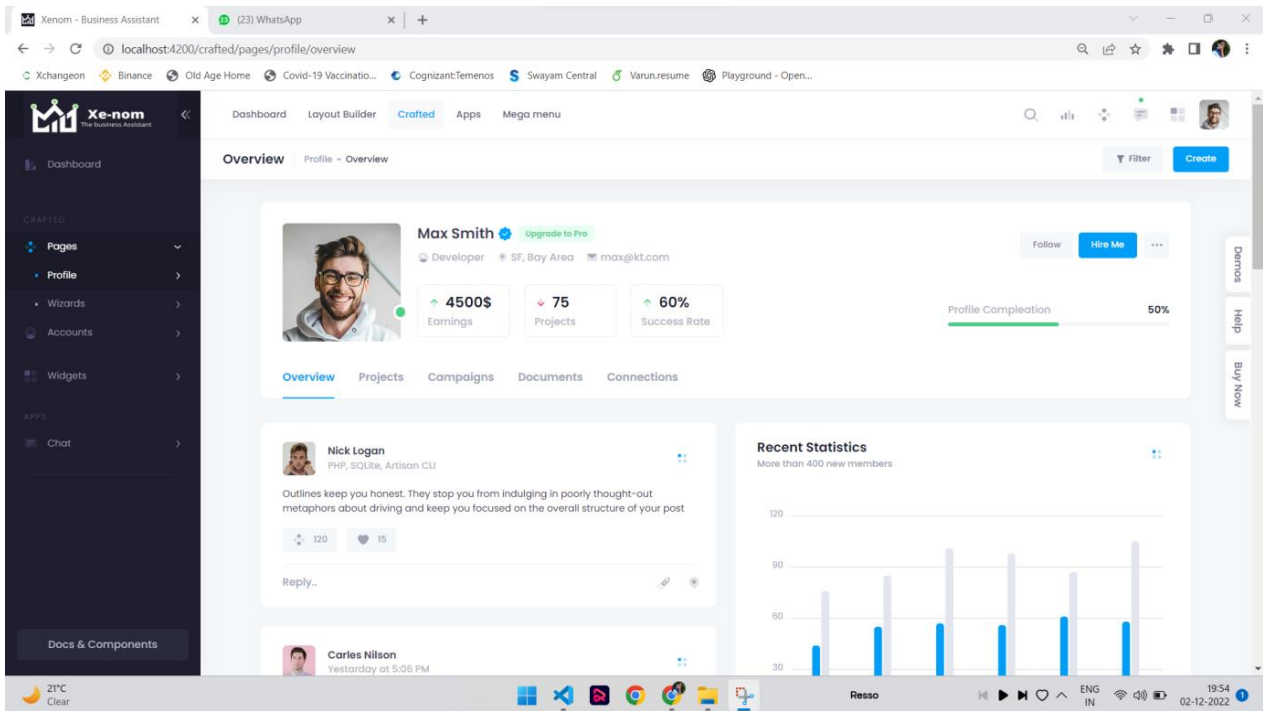 Xenom - Business Assistant
(23) WhatsApp
localhost:4200/crafted/pages/profile/overview
Xchangeon Binance Old Age Home Covid-19 Vaccinatio... Cognizant:Temenos Swayam Central Varun.resume Playground - Open...
Xe-nom
The business Assistant
Dashboard Layout Builder Crafted Apps Mega menu
Overview Profile - Overview Filter Create
Dashboard
CRAFTED
Pages
Profile
Wizards
Accounts
Widgets
APPS
Chat
Docs & Components
Max Smith Upgrade to Pro
Developer SF, Bay Area max@kt.com
Follow Hire Me
4500$ 75 60%
Earnings Projects Success Rate
Profile Compleation 50%
Overview Projects Campaigns Documents Connections
Demos
Help
Buy Now
Nick Logan
PHP, SQLite, Artisan CLI
Outlines keep you honest. They stop you from indulging in poorly thought-out
metaphors about driving and keep you focused on the overall structure of your post
120 15
Reply..
Carles Nilson
Yestarday at 5:06 PM
Recent Statistics
More than 400 new members
120
90
60
30
21°C
Clear
Resso
ENG
IN
19:54
02-12-2022
1